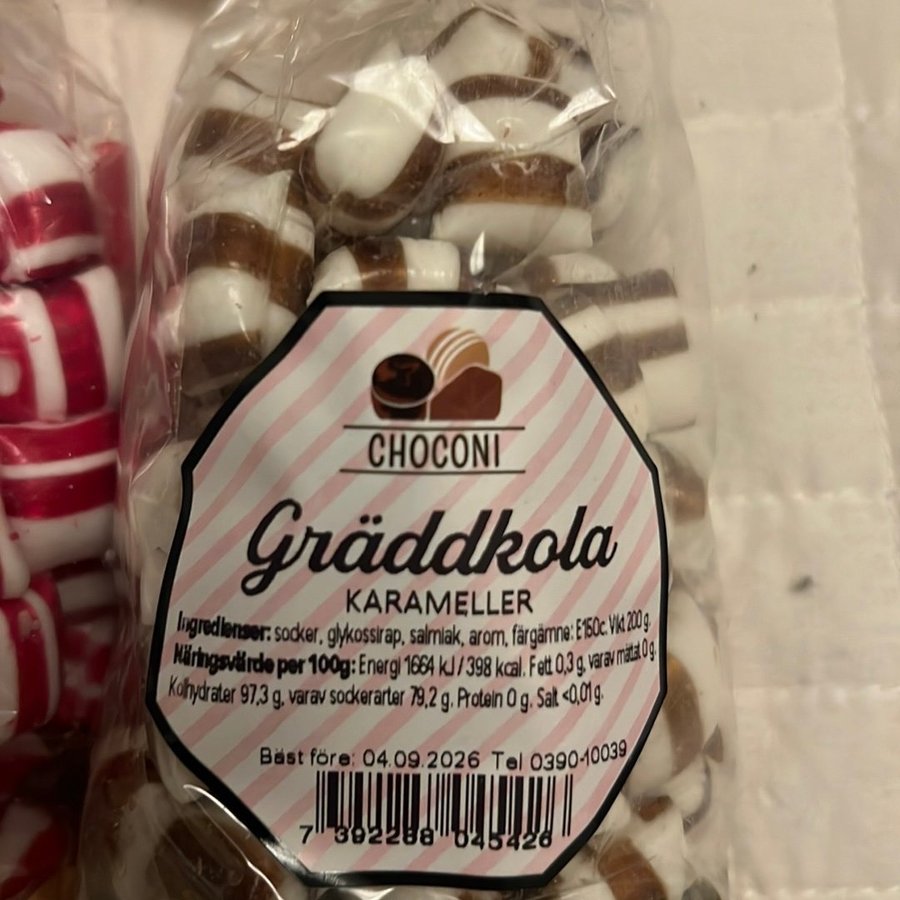 CHOCONI
Gräddkola
KARAMELLER
Ingredienser: socker, glykossirap, salmiak, arom, färgämne: E150c. Vikt 200 g.
Näringsvärde per 100g: Energi 1664 kJ / 398 kcal. Fett 0,3 g, varav mättat 0 g.
Kolhydrater 97,3 g, varav sockerarter 79,2 g. Protein 0 g. Salt <0,01 g.
Bäst före: 04.09.2026 Tel 0390-10039
7 392288 045426